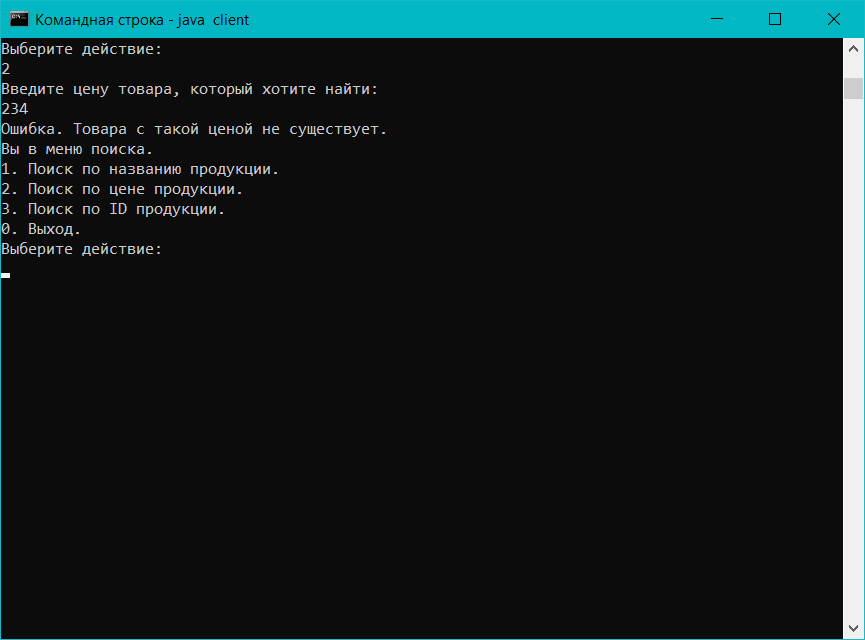 Командная строка - java  client
Выберите действие:
2
Введите цену товара, который хотите найти:
234
Ошибка. Товара с такой ценой не существует.
Вы в меню поиска.
1. Поиск по названию продукции.
2. Поиск по цене продукции.
3. Поиск по ID продукции.
0. Выход.
Выберите действие: